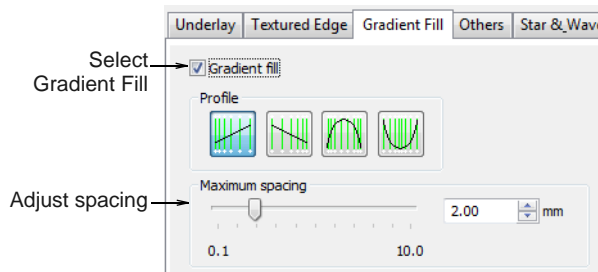 Underlay Textured Edge Gradient Fill Others Star & Wave
Select
Gradient Fill
Gradient fill
Profile
Maximum spacing
Adjust spacing
2.00 mm
0.1 10.0